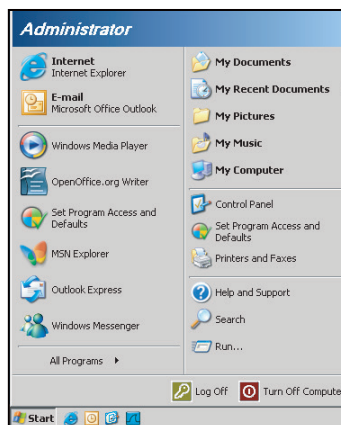 Administrator
Internet
Internet Explorer
E-mail
Microsoft Office Outlook
Windows Media Player
OpenOffice.org Writer
Set Program Access and
Defaults
MSN Explorer
Outlook Express
Windows Messenger
All Programs
My Documents
My Recent Documents
My Pictures
My Music
My Computer
Control Panel
Set Program Access and
Defaults
Printers and Faxes
Help and Support
Search
Run...
Log Off
Turn Off Compute
Start